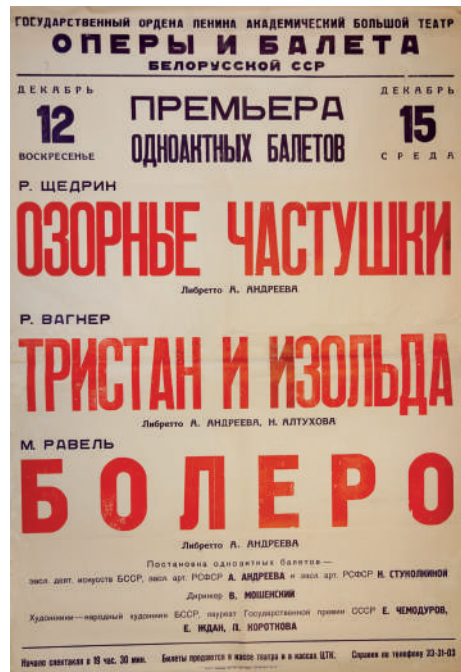 ГОСУДАРСТВЕННЫЙ ОРДЕНА ЛЕНИНА АКАДЕМИЧЕСКИЙ БОЛЬШОЙ ТЕАТР
ОПЕРЫ И БАЛЕТА
БЕЛОРУССКОЙ ССР
ДЕКАБРЬ
12
ВОСКРЕСЕНЬЕ
ПРЕМЬЕРА
ОДНОАКТНЫХ БАЛЕТОВ
ДЕКАБРЬ
15
СРЕДА
Р. ЩЕДРИН
ОЗОРНЫЕ ЧАСТУШКИ
Либретто А. АНДРЕЕВА
Р. ВАГНЕР
ТРИСТАН И ИЗОЛЬДА
Либретто А. АНДРЕЕВА, Н. АЛТУХОВА
М. РАВЕЛЬ
БОЛЕРО
Либретто А. АНДРЕЕВА
Постановка одноактных балетов—
засл. деят. искусств БССР, засл. арт. РСФСР А. АНДРЕЕВА и засл. арт. РСФСР Н. СТУКОЛКИНОЙ
Дирижер В. МОШЕНСКИЙ
Художники—народный художник БССР, лауреат Государственной премии СССР Е. ЧЕМОДУРОВ,
Е. ЖДАН, Л. КОРОТКОВА
Начало спектакля в 19 час. 30 мин. Билеты продаются в кассе театра и в кассах ЦТК. Справки по телефону 33-31-03